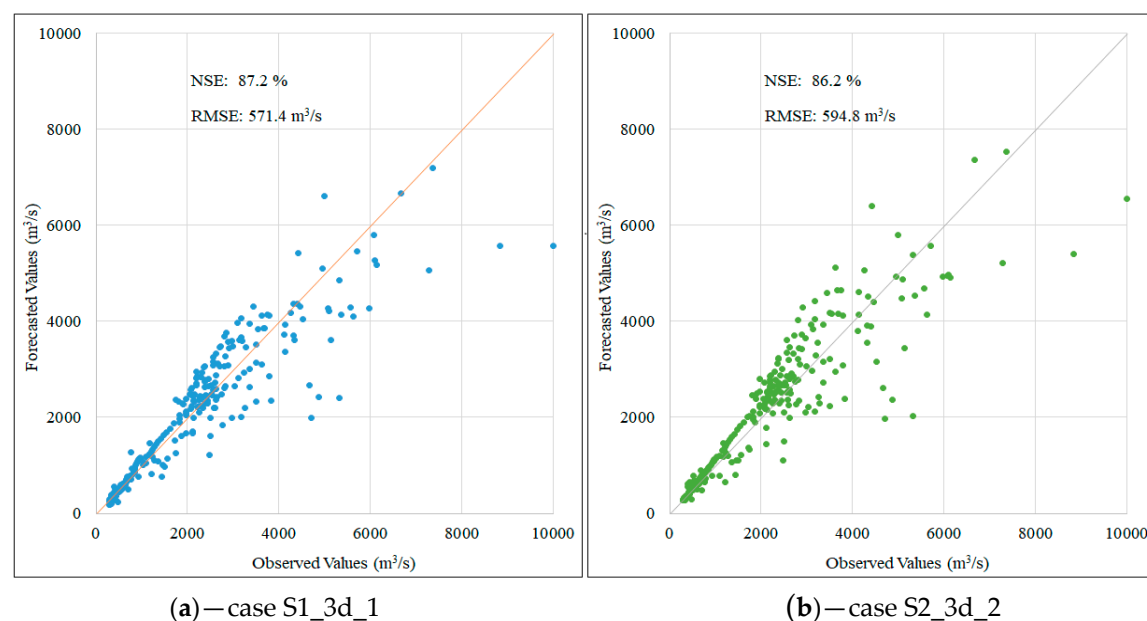 10000
8000
6000
4000
2000
0
Forecasted Values (m³/s)
NSE: 87.2 %
RMSE: 571.4 m³/s
0 2000 4000 6000 8000 10000
Observed Values (m³/s)
(a)—case S1_3d_1
10000
8000
6000
4000
2000
0
Forecasted Values (m³/s)
NSE: 86.2 %
RMSE: 594.8 m³/s
0 2000 4000 6000 8000 10000
Observed Values (m³/s)
(b)—case S2_3d_2